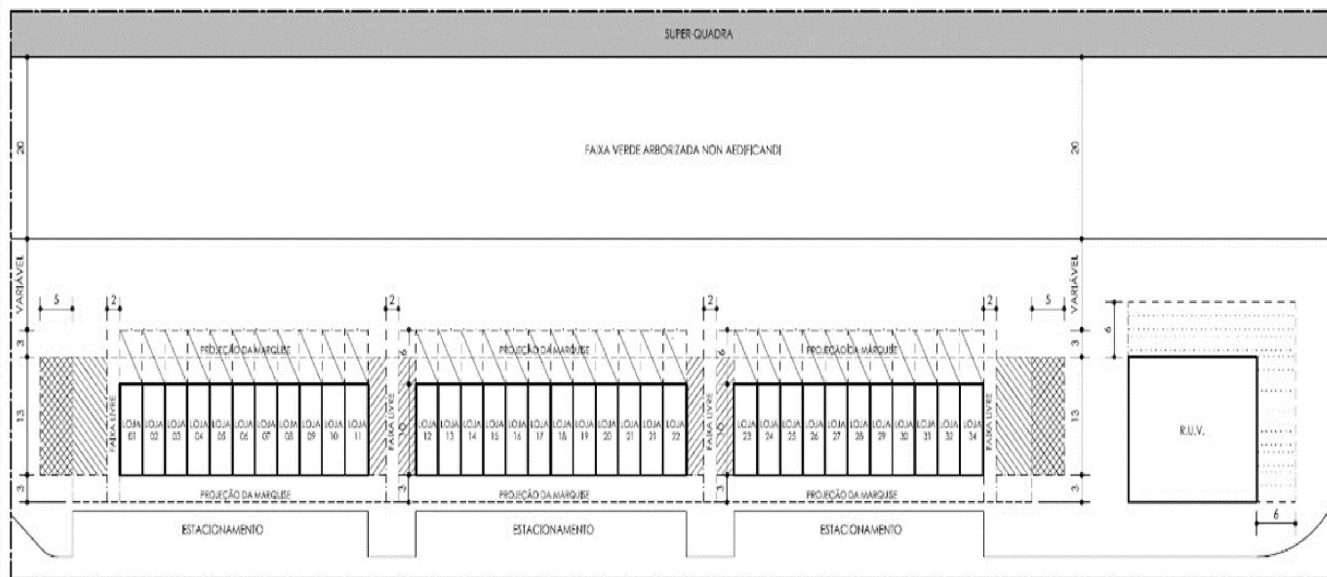 SUPER-QUADRA
20
FAIXA VERDE ARBORIZADA NON AEDIFICANDI
20
VARIÁVEL
VARIÁVEL
5
2
2
2
2
5
6
3
PROJEÇÃO DA MARQUISE
6
PROJEÇÃO DA MARQUISE
6
PROJEÇÃO DA MARQUISE
3
13
FAIXA LIVRE
LOJA 01
LOJA 02
LOJA 03
LOJA 04
LOJA 05
LOJA 06
LOJA 07
LOJA 08
LOJA 09
LOJA 10
LOJA 11
FAIXA LIVRE
10
LOJA 12
LOJA 13
LOJA 14
LOJA 15
LOJA 16
LOJA 17
LOJA 18
LOJA 19
LOJA 20
LOJA 21
LOJA 21
LOJA 22
FAIXA LIVRE
10
LOJA 23
LOJA 24
LOJA 25
LOJA 26
LOJA 27
LOJA 28
LOJA 29
LOJA 30
LOJA 31
LOJA 32
LOJA 34
FAIXA LIVRE
13
R.U.V.
3
PROJEÇÃO DA MARQUISE
3
PROJEÇÃO DA MARQUISE
3
PROJEÇÃO DA MARQUISE
3
6
ESTACIONAMENTO
ESTACIONAMENTO
ESTACIONAMENTO